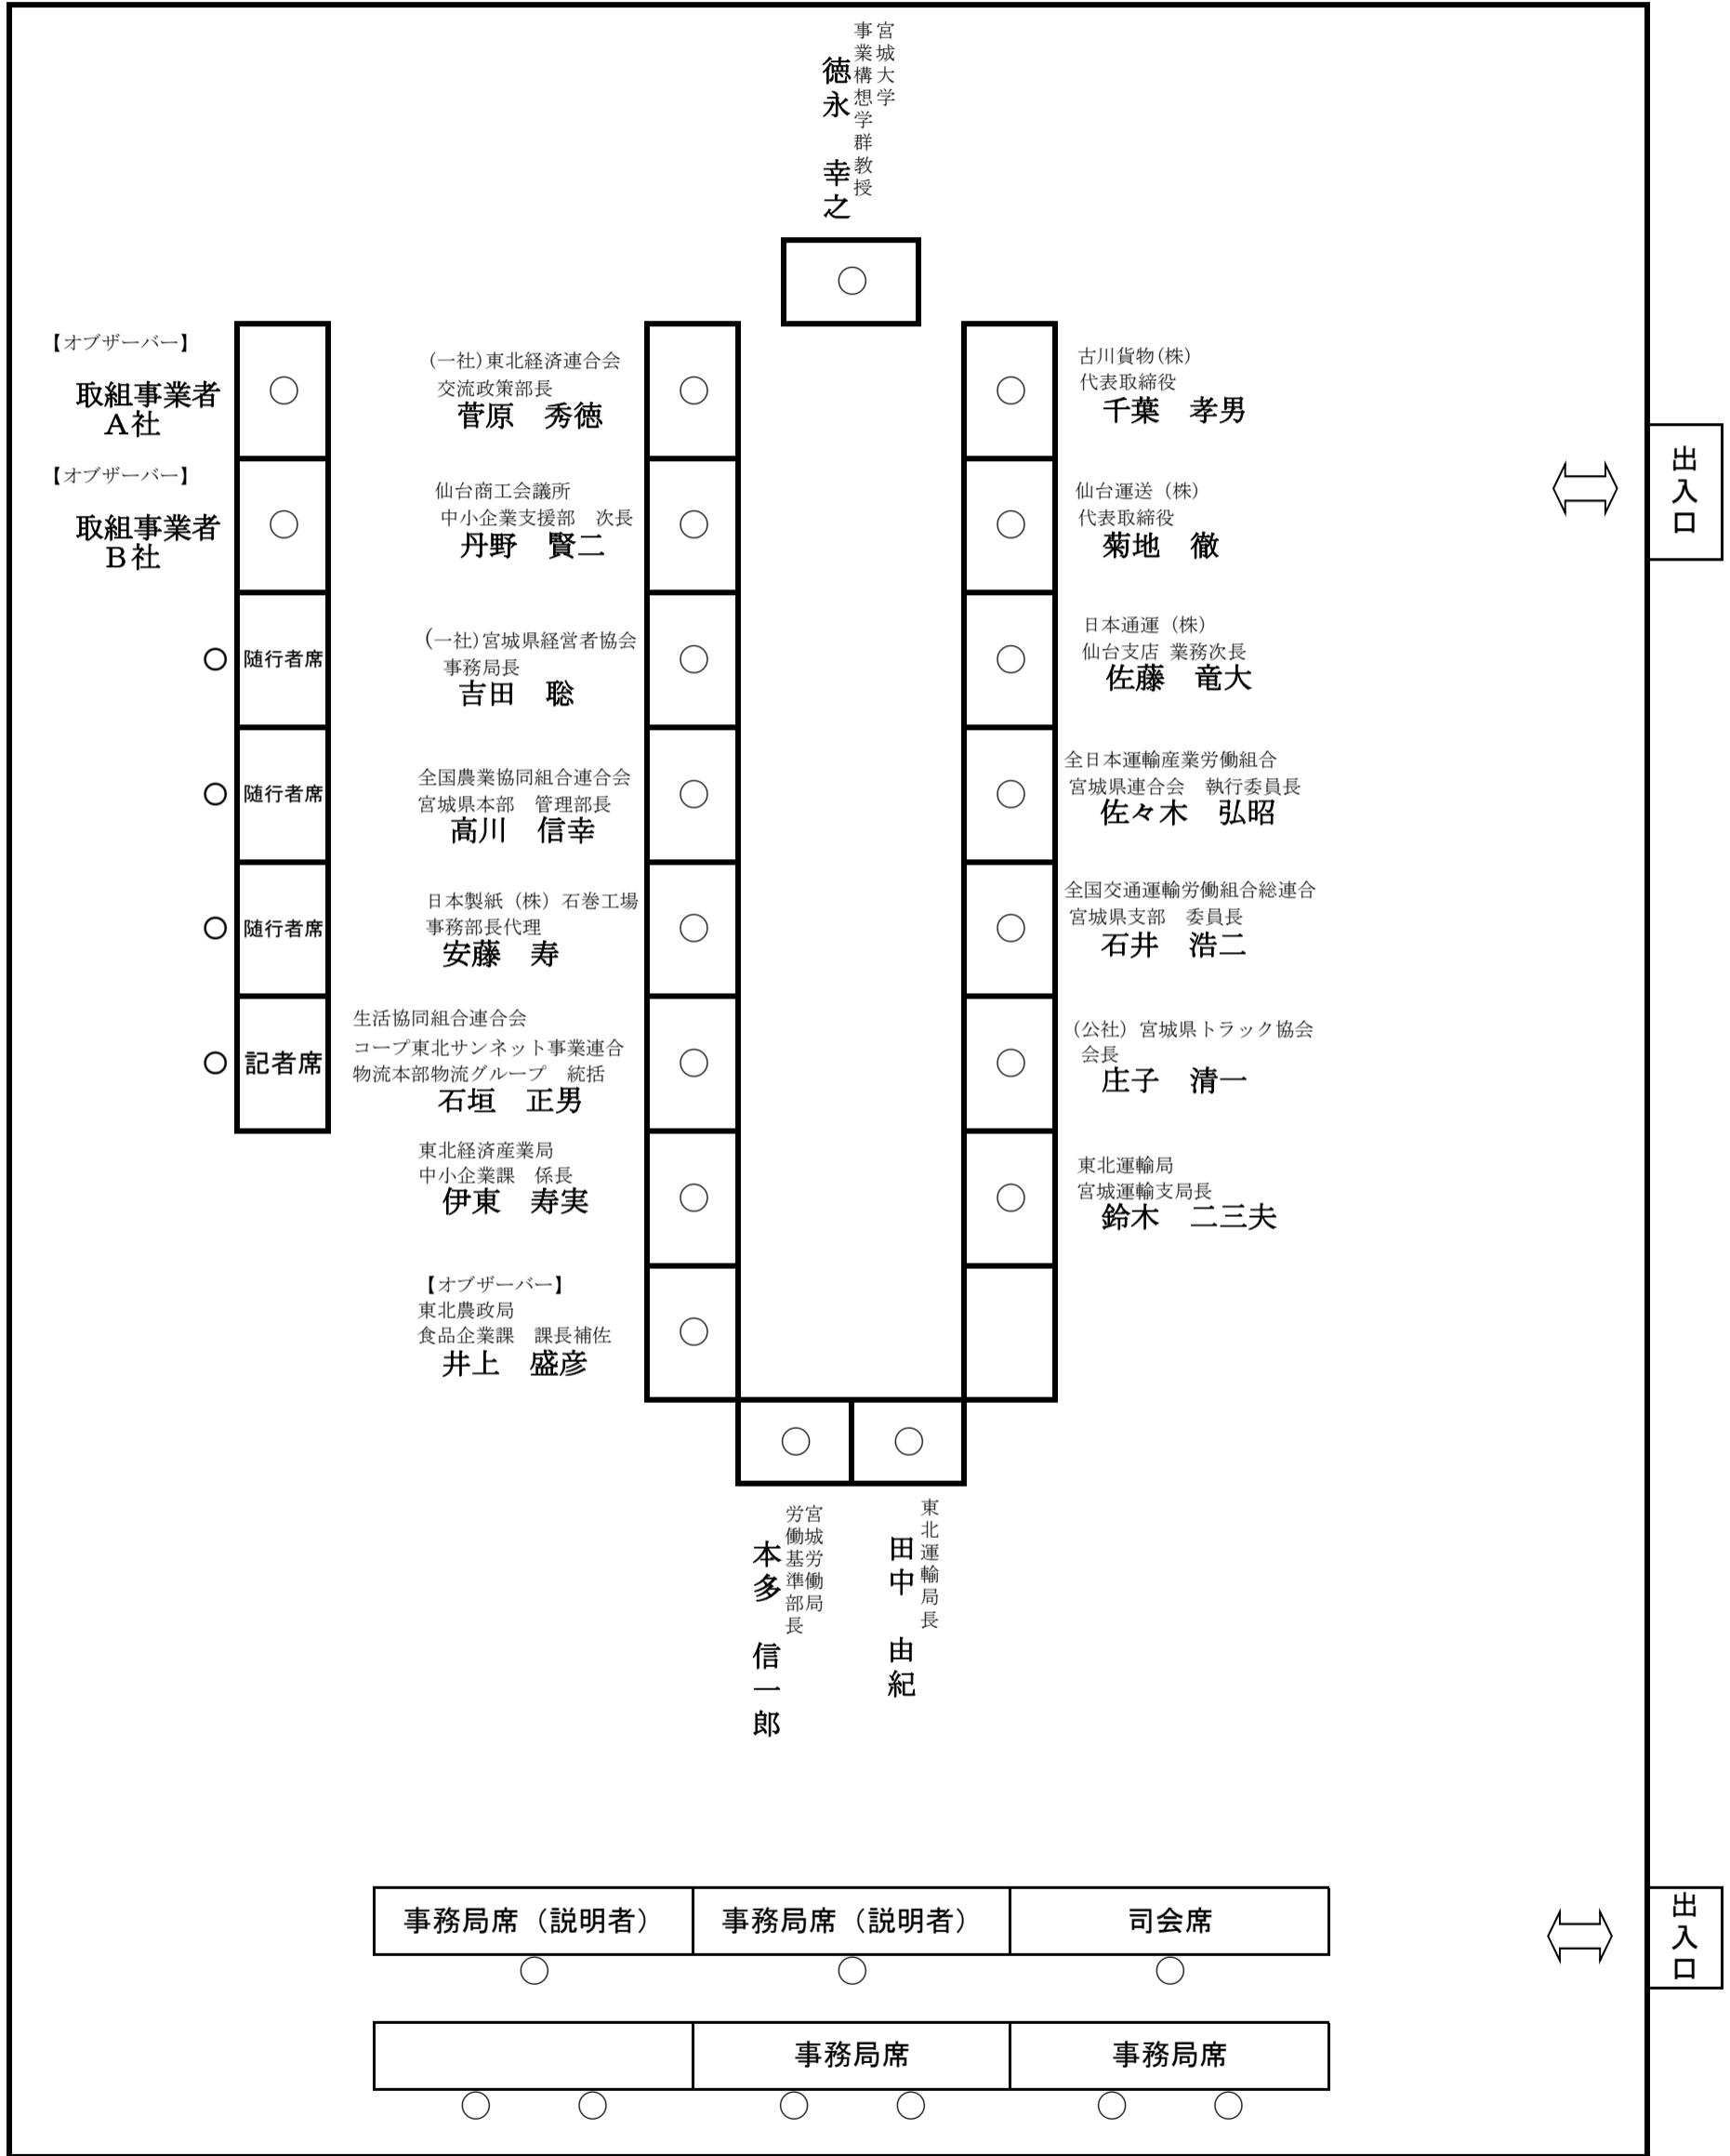 宮城大学
事業構想学群教授
徳永　幸之
【オブザーバー】
取組事業者
Ａ社
【オブザーバー】
取組事業者
Ｂ社
随行者席
随行者席
随行者席
記者席
(一社)東北経済連合会
交流政策部長
菅原　秀徳
仙台商工会議所
中小企業支援部　次長
丹野　賢二
(一社)宮城県経営者協会
事務局長
吉田　聡
全国農業協同組合連合会
宮城県本部　管理部長
高川　信幸
日本製紙（株）石巻工場
事務部長代理
安藤　寿
生活協同組合連合会
コープ東北サンネット事業連合
物流本部物流グループ　統括
石垣　正男
東北経済産業局
中小企業課　係長
伊東　寿実
【オブザーバー】
東北農政局
食品企業課　課長補佐
井上　盛彦
古川貨物(株)
代表取締役
千葉　孝男
仙台運送（株）
代表取締役
菊地　徹
日本通運（株）
仙台支店 業務次長
佐藤　竜大
全日本運輸産業労働組合
宮城県連合会　執行委員長
佐々木　弘昭
全国交通運輸労働組合総連合
宮城県支部　委員長
石井　浩二
（公社）宮城県トラック協会
会長
庄子　清一
東北運輸局
宮城運輸支局長
鈴木　二三夫
出入口
東北運輸局長
田中　由紀
宮城労働局
労働基準部長
本多　信一郎
事務局席（説明者）
事務局席（説明者）
司会席
出入口
事務局席
事務局席